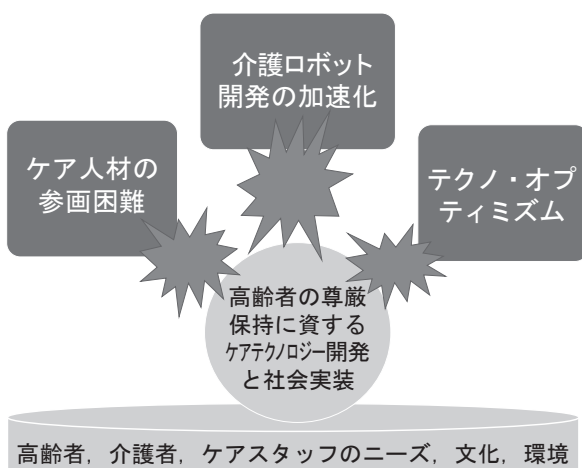 介護ロボット
開発の加速化
ケア人材の
参画困難
テクノ・オプ
ティミズム
高齢者の尊厳
保持に資する
ケアテクノロジー開発
と社会実装
高齢者，介護者，ケアスタッフのニーズ，文化，環境